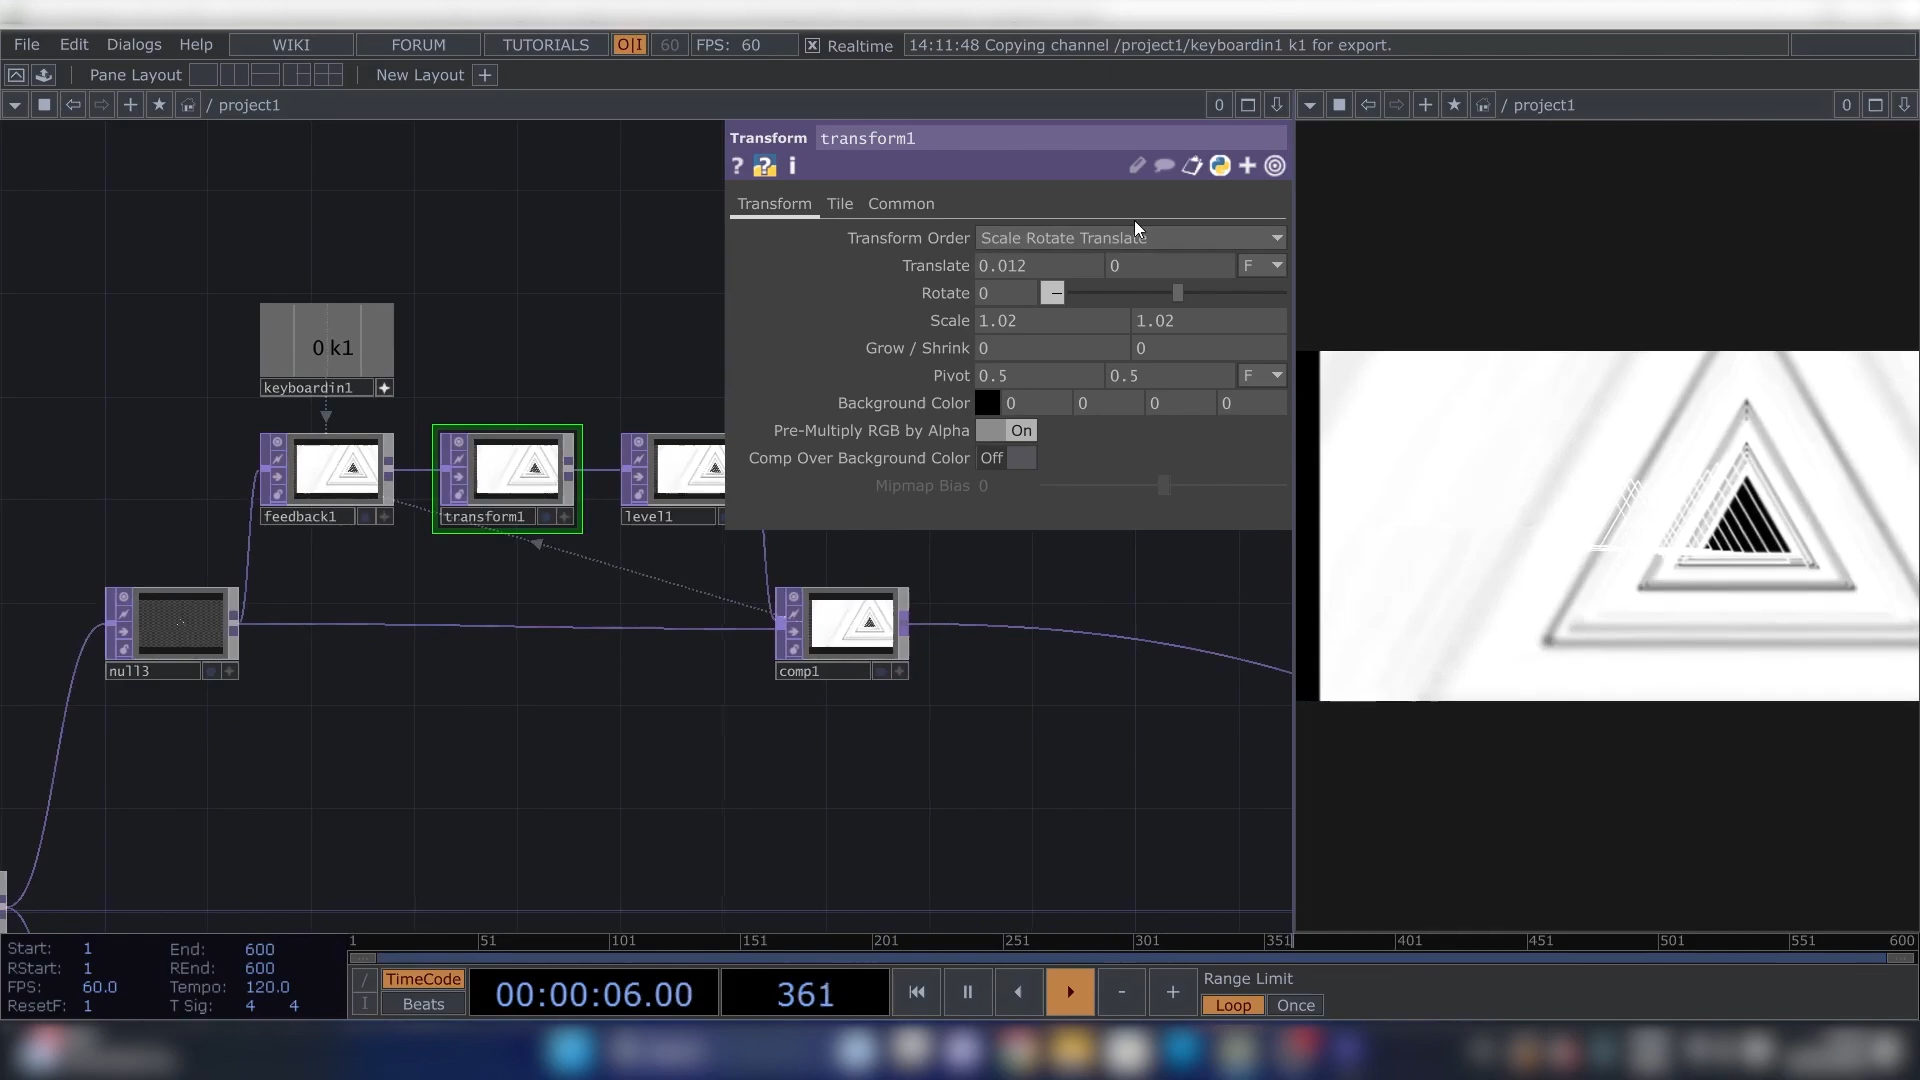 File Edit Dialogs Help WIKI FORUM TUTORIALS O|I 60 FPS: 60 Realtime 14:11:48 Copying channel /project1/keyboardin1 k1 for export.
Pane Layout New Layout
/ project1 0 / project1 0
Transform transform1
? ? i
Transform Tile Common
Transform Order Scale Rotate Translate
Translate 0.012 0 F
Rotate 0
Scale 1.02 1.02
Grow / Shrink 0 0
Pivot 0.5 0.5 F
Background Color 0 0 0 0
Pre-Multiply RGB by Alpha On
Comp Over Background Color Off
Mipmap Bias 0
0 k1
keyboardin1
feedback1 transform1 level1
null3 comp1
1 51 101 151 201 251 301 351 401 451 501 551 600
Start: 1 End: 600
RStart: 1 REnd: 600
FPS: 60.0 Tempo: 120.0
ResetF: 1 T Sig: 4 4
/ TimeCode
I Beats
00:00:06.00 361
- +
Range Limit
Loop Once